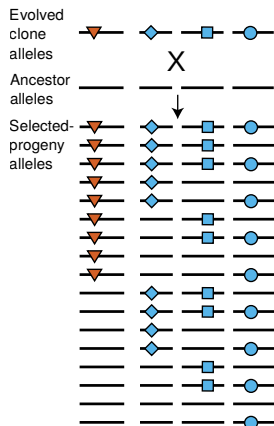 Evolved
clone
alleles
X
Ancestor
alleles
Selected-
progeny
alleles